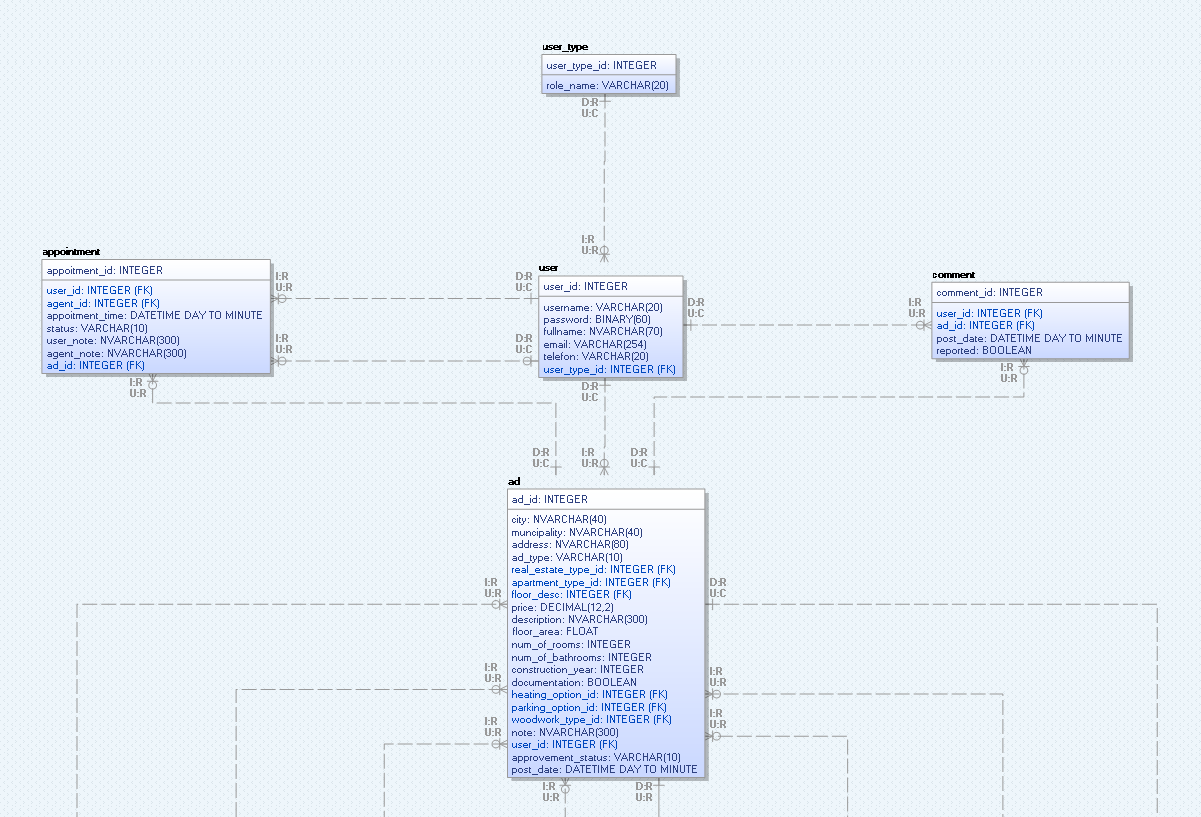 user_type
user_type_id: INTEGER
role_name: VARCHAR(20)
D:R
U:C
I:R
U:R
appointment
appoitment_id: INTEGER
user_id: INTEGER (FK)
agent_id: INTEGER (FK)
appoitment_time: DATETIME DAY TO MINUTE
status: VARCHAR(10)
user_note: NVARCHAR(300)
agent_note: NVARCHAR(300)
ad_id: INTEGER (FK)
I:R
U:R
D:R
U:C
I:R
U:R
D:R
U:C
I:R
U:R
user
user_id: INTEGER
username: VARCHAR(20)
password: BINARY(60)
fullname: NVARCHAR(70)
email: VARCHAR(254)
telefon: VARCHAR(20)
user_type_id: INTEGER (FK)
D:R
U:C
I:R
U:R
D:R
U:C
comment
comment_id: INTEGER
user_id: INTEGER (FK)
ad_id: INTEGER (FK)
post_date: DATETIME DAY TO MINUTE
reported: BOOLEAN
I:R
U:R
D:R
U:C
I:R
U:R
D:R
U:C
ad
ad_id: INTEGER
city: NVARCHAR(40)
muncipality: NVARCHAR(40)
address: NVARCHAR(80)
ad_type: VARCHAR(10)
real_estate_type_id: INTEGER (FK)
apartment_type_id: INTEGER (FK)
floor_desc: INTEGER (FK)
price: DECIMAL(12,2)
description: NVARCHAR(300)
floor_area: FLOAT
num_of_rooms: INTEGER
num_of_bathrooms: INTEGER
construction_year: INTEGER
documentation: BOOLEAN
heating_option_id: INTEGER (FK)
parking_option_id: INTEGER (FK)
woodwork_type_id: INTEGER (FK)
note: NVARCHAR(300)
user_id: INTEGER (FK)
approvement_status: VARCHAR(10)
post_date: DATETIME DAY TO MINUTE
I:R
U:R
D:R
U:C
I:R
U:R
I:R
U:R
I:R
U:R
I:R
U:R
I:R
U:R
D:R
U:R